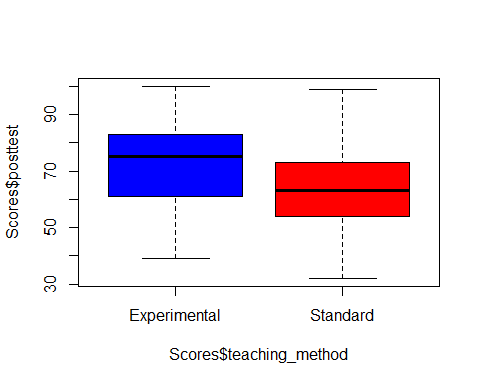 Scores$posttest
90
70
50
30
Experimental Standard
Scores$teaching_method